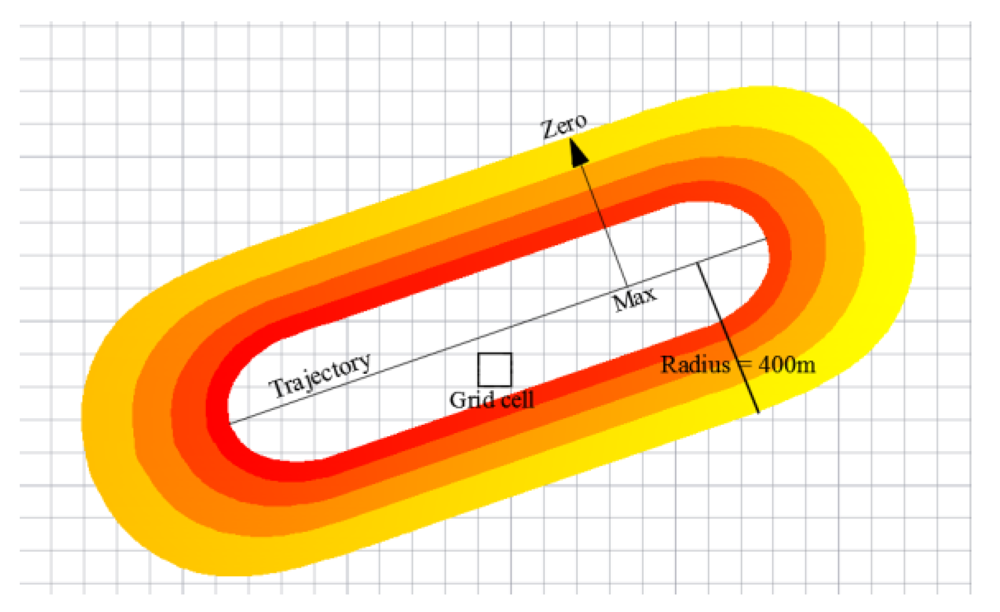 Zero
Max
Trajectory
Radius = 400m
Grid cell